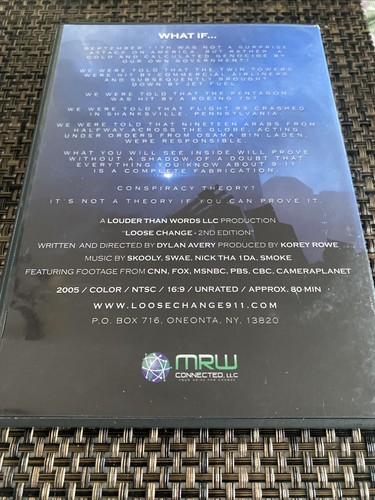 WHAT IF...
SEPTEMBER 11TH WAS NOT A SURPRISE
ATTACK ON AMERICA, BUT RATHER, A
COLD AND CALCULATED GENOCIDE BY
OUR OWN GOVERNMENT?
WE WERE TOLD THAT THE TWIN TOWERS
WERE HIT BY COMMERCIAL AIRLINERS
AND SUBSEQUENTLY BROUGHT
DOWN BY JET FUEL.
WE WERE TOLD THAT THE PENTAGON
WAS HIT BY A BOEING 757.
WE WERE TOLD THAT FLIGHT 93 CRASHED
IN SHANKSVILLE, PENNSYLVANIA.
WE WERE TOLD THAT NINETEEN ARABS FROM
HALFWAY ACROSS THE GLOBE, ACTING
UNDER ORDERS FROM OSAMA BIN LADEN,
WERE RESPONSIBLE.
WHAT YOU WILL SEE INSIDE WILL PROVE
WITHOUT A SHADOW OF A DOUBT THAT
EVERYTHING YOU KNOW ABOUT 9-11
IS A COMPLETE FABRICATION.
CONSPIRACY THEORY?
IT'S NOT A THEORY IF YOU CAN PROVE IT.
A LOUDER THAN WORDS LLC PRODUCTION
"LOOSE CHANGE - 2ND EDITION"
WRITTEN AND DIRECTED BY DYLAN AVERY PRODUCED BY KOREY ROWE
MUSIC BY SKOOLY, SWAE, NICK THA 1DA, SMOKE
FEATURING FOOTAGE FROM CNN, FOX, MSNBC, PBS, CBC, CAMERAPLANET
2005 / COLOR / NTSC / 16:9 / UNRATED / APPROX. 80 MIN
WWW.LOOSECHANGE911.COM
P.O. BOX 716, ONEONTA, NY, 13820
MRW
CONNECTED, LLC